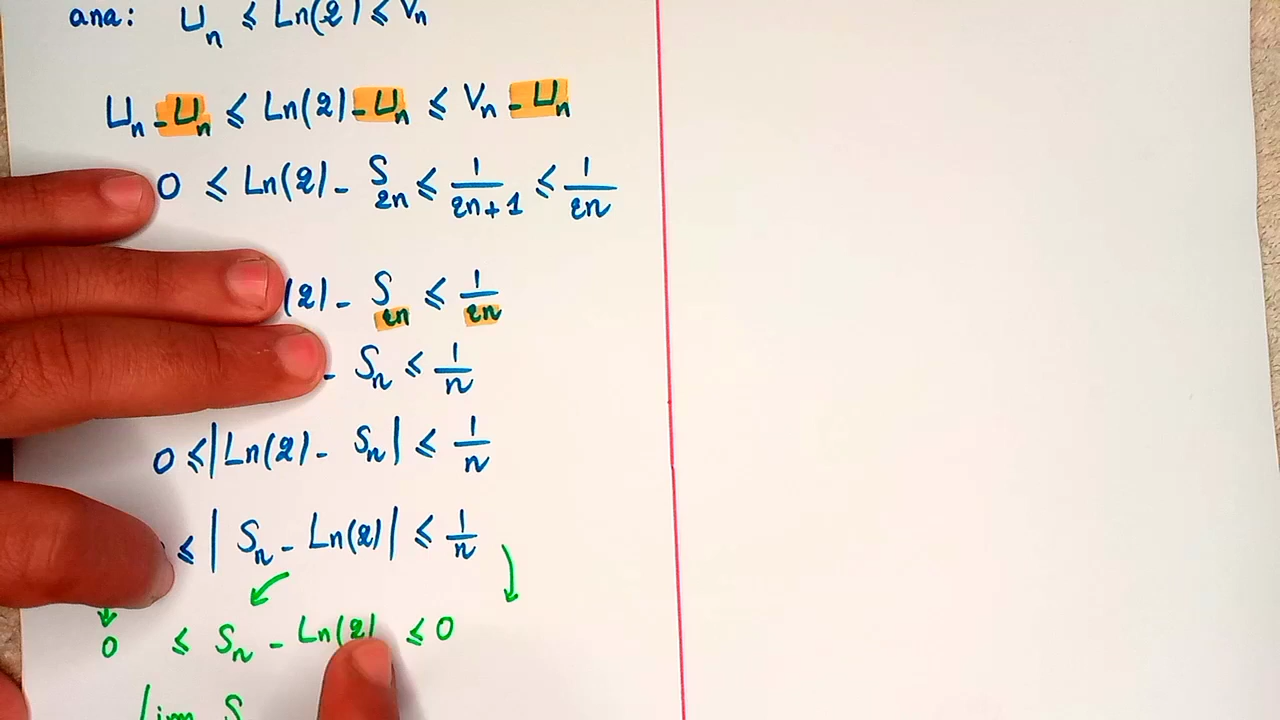 ana: Un ≤ Ln(2) ≤ Vn
Un - Un ≤ Ln(2) - Un ≤ Vn - Un
0 ≤ Ln(2) - S2n ≤ 1/(2n+1) ≤ 1/2n
(2) - S2n ≤ 1/2n
- Sn ≤ 1/n
0 ≤ |Ln(2) - Sn| ≤ 1/n
≤ |Sn - Ln(2)| ≤ 1/n
0 ≤ Sn - Ln(2) ≤ 0
lim S